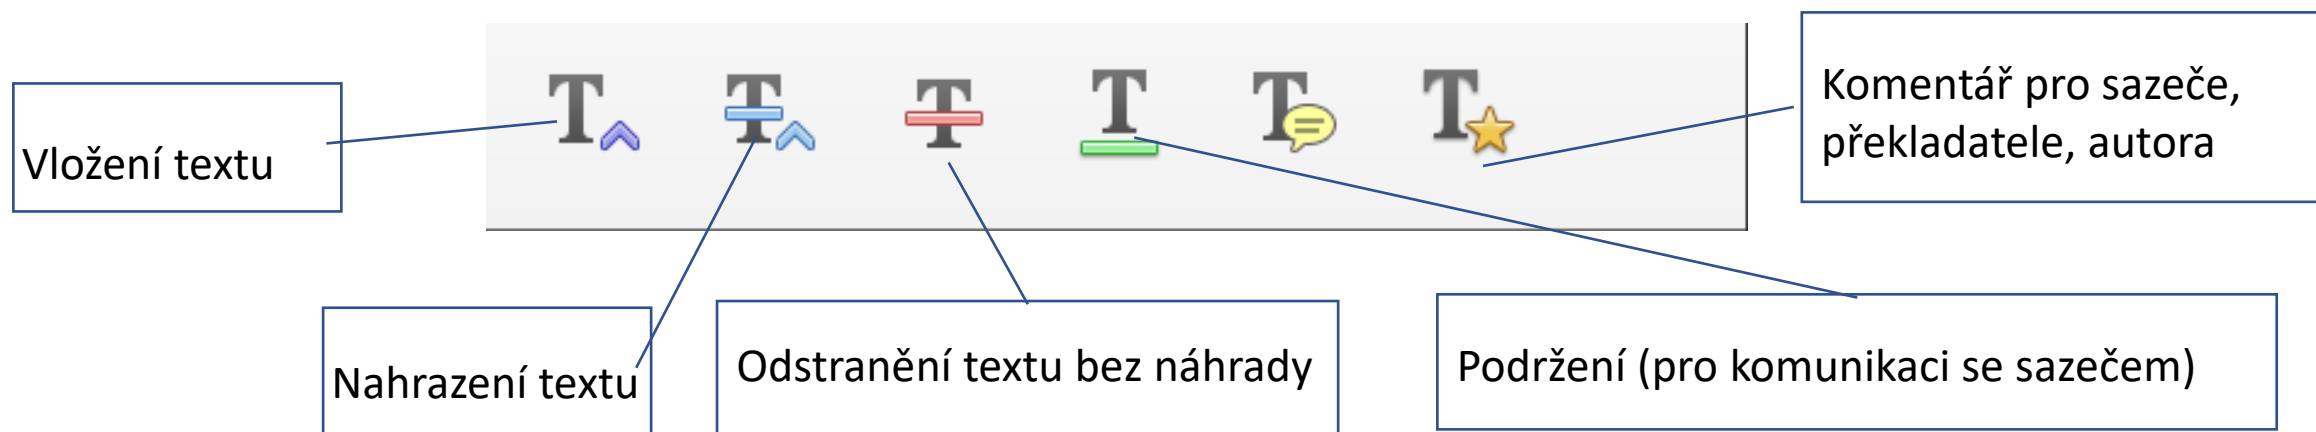 Komentář pro sazeče,
překladatele, autora
Vložení textu
Nahrazení textu
Odstranění textu bez náhrady
Podržení (pro komunikaci se sazečem)